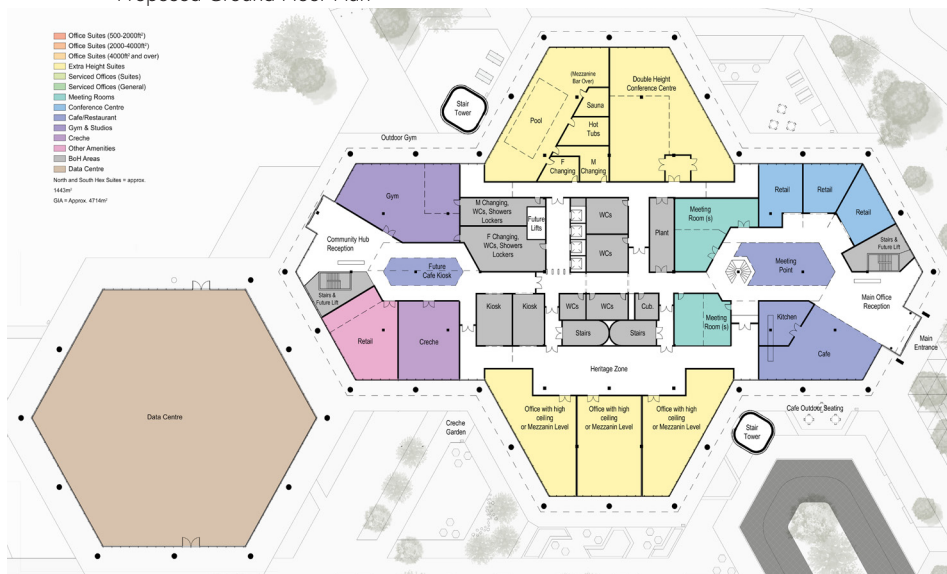 Proposed Ground Floor Plan
Office Suites (500-2000ft²)
Office Suites (2000-4000ft²)
Office Suites (4000ft² and over)
Extra Height Suites
Serviced Offices (Suites)
Serviced Offices (General)
Meeting Rooms
Conference Centre
Cafe/Restaurant
Gym & Studios
Creche
Other Amenities
BoH Areas
Data Centre
North and South Hex Suites = approx.
1443m²
GIA = Approx. 4714m²
Stair
Tower
Outdoor Gym
(Mezzanine
Bar Over)
Pool
Sauna
Hot
Tubs
F
Changing
M
Changing
Double Height
Conference Centre
Gym
M Changing,
WCs, Showers
Lockers
F Changing,
WCs, Showers
Lockers
Future
Lifts
WCs
WCs
Plant
Meeting
Room (s)
Retail
Retail
Retail
Stairs &
Future Lift
Community Hub
Reception
Future
Cafe Kiosk
Meeting
Point
Main Office
Reception
Main
Entrance
Stairs &
Future Lift
Retail
Creche
Kiosk
Kiosk
WCs
WCs
Cub.
Stairs
Stairs
Meeting
Room (s)
Kitchen
Cafe
Heritage Zone
Data Centre
Creche
Garden
Office with high
ceiling
or Mezzanin Level
Office with high
ceiling
or Mezzanin Level
Office with high
ceiling
or Mezzanin Level
Cafe Outdoor Seating
Stair
Tower